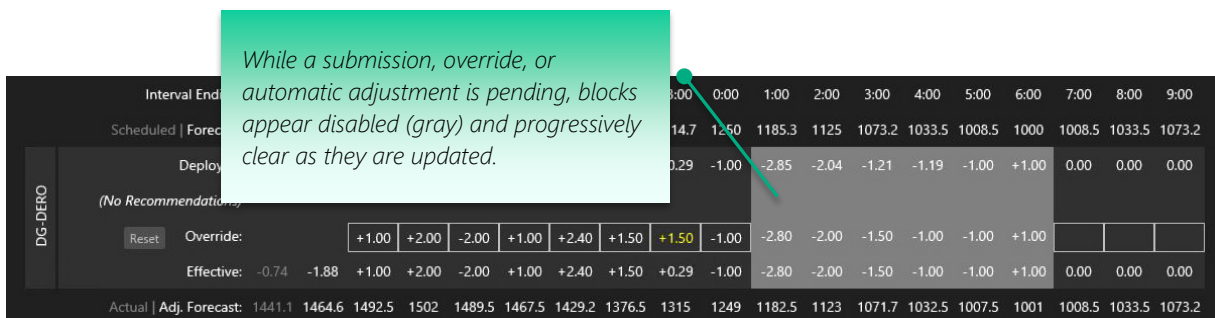 While a submission, override, or
automatic adjustment is pending, blocks
appear disabled (gray) and progressively
clear as they are updated.
Interval Endi 0:00 1:00 2:00 3:00 4:00 5:00 6:00 7:00 8:00 9:00
Scheduled | Forec 14.7 1250 1185.3 1125 1073.2 1033.5 1008.5 1000 1008.5 1033.5 1073.2
DG-DERO
Deploy 0.29 -1.00 -2.85 -2.04 -1.21 -1.19 -1.00 +1.00 0.00 0.00 0.00
(No Recommendations)
Reset Override: +1.00 +2.00 -2.00 +1.00 +2.40 +1.50 +1.50 -1.00 -2.80 -2.00 -1.50 -1.00 -1.00 +1.00
Effective: -0.74 -1.88 +1.00 +2.00 -2.00 +1.00 +2.40 +1.50 +0.29 -1.00 -2.80 -2.00 -1.50 -1.00 -1.00 +1.00 0.00 0.00 0.00
Actual | Adj. Forecast: 1441.1 1464.6 1492.5 1502 1489.5 1467.5 1429.2 1376.5 1315 1249 1182.5 1123 1071.7 1032.5 1007.5 1001 1008.5 1033.5 1073.2